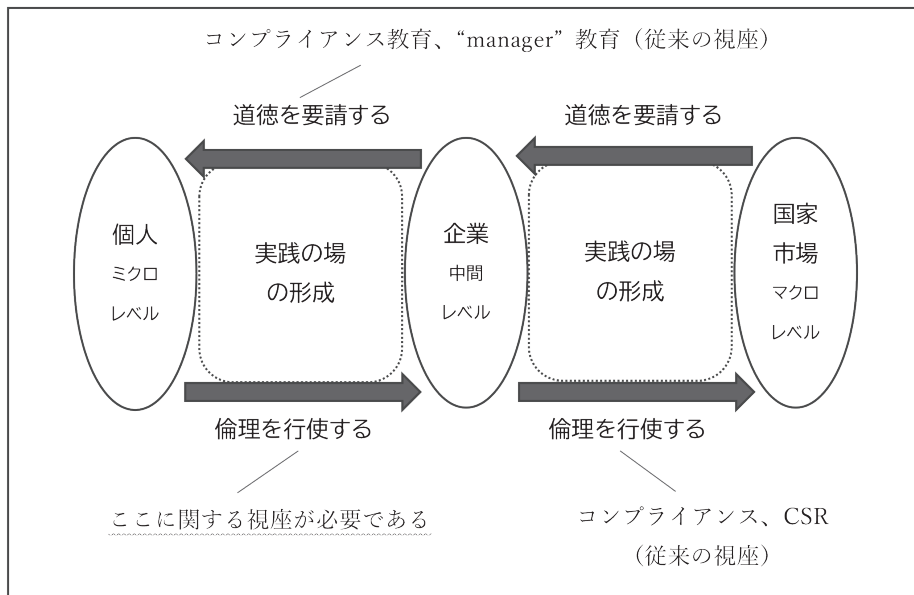 コンプライアンス教育、“manager” 教育（従来の視座）
道徳を要請する
道徳を要請する
個人
ミクロ
レベル
実践の場
の形成
企業
中間
レベル
実践の場
の形成
国家
市場
マクロ
レベル
倫理を行使する
倫理を行使する
ここに関する視座が必要である
コンプライアンス、CSR
（従来の視座）